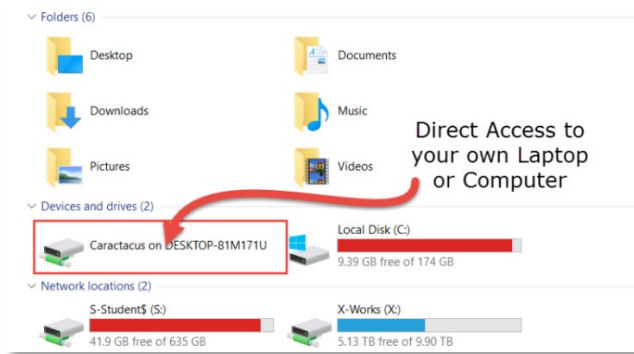 Folders (6)
Desktop
Documents
Downloads
Music
Pictures
Videos
Direct Access to
your own Laptop
or Computer
Devices and drives (2)
Caractacus on DESKTOP-81M171U
Local Disk (C:)
9.39 GB free of 174 GB
Network locations (2)
S-Student$ (S:)
41.9 GB free of 635 GB
X-Works (X:)
5.13 TB free of 9.90 TB